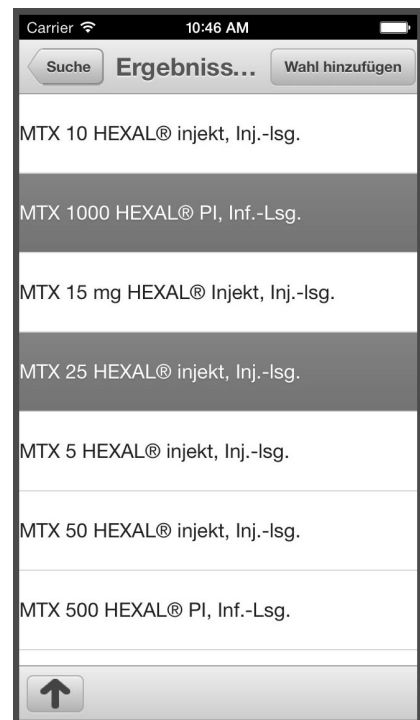 Carrier 10:46 AM
Suche Ergebniss... Wahl hinzufügen
MTX 10 HEXAL® injekt, Inj.-lsg.
MTX 1000 HEXAL® PI, Inf.-Lsg.
MTX 15 mg HEXAL® Injekt, Inj.-lsg.
MTX 25 HEXAL® injekt, Inj.-lsg.
MTX 5 HEXAL® injekt, Inj.-lsg.
MTX 50 HEXAL® injekt, Inj.-lsg.
MTX 500 HEXAL® PI, Inf.-Lsg.